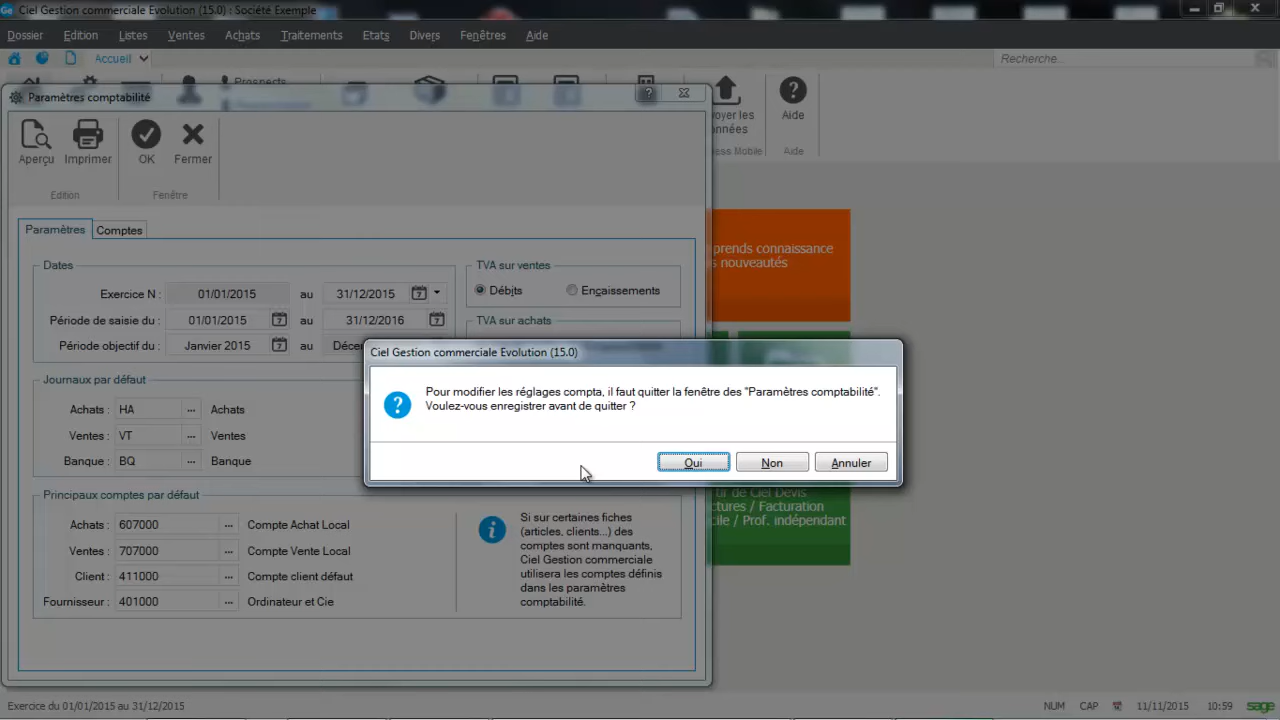 Ciel Gestion commerciale Evolution (15.0) : Société Exemple
Dossier Edition Listes Ventes Achats Traitements Etats Divers Fenêtres Aide
Accueil
Recherche...
Prospects
Paramètres comptabilité
Aperçu Imprimer OK Fermer
Edition Fenêtre
Aide
Aide
Paramètres Comptes
Dates
Exercice N : 01/01/2015 au 31/12/2015
Période de saisie du : 01/01/2015 au 31/12/2016
Période objectif du : Janvier 2015 au
TVA sur ventes
Débits Encaissements
TVA sur achats
prends connaissance
nouveautés
Ciel Gestion commerciale Evolution (15.0)
Pour modifier les réglages compta, il faut quitter la fenêtre des "Paramètres comptabilité".
Voulez-vous enregistrer avant de quitter ?
Oui Non Annuler
Journaux par défaut
Achats : HA ... Achats
Ventes : VT ... Ventes
Banque : BQ ... Banque
Principaux comptes par défaut
Achats : 607000 ... Compte Achat Local
Ventes : 707000 ... Compte Vente Local
Client : 411000 ... Compte client défaut
Fournisseur : 401000 ... Ordinateur et Cie
Si sur certaines fiches
(articles, clients...) des
comptes sont manquants,
Ciel Gestion commerciale
utilisera les comptes définis
dans les paramètres
comptabilité.
tir de Ciel Devis
ctures / Facturation
cile / Prof. indépendant
Exercice du 01/01/2015 au 31/12/2015
NUM CAP 11/11/2015 10:59 sage